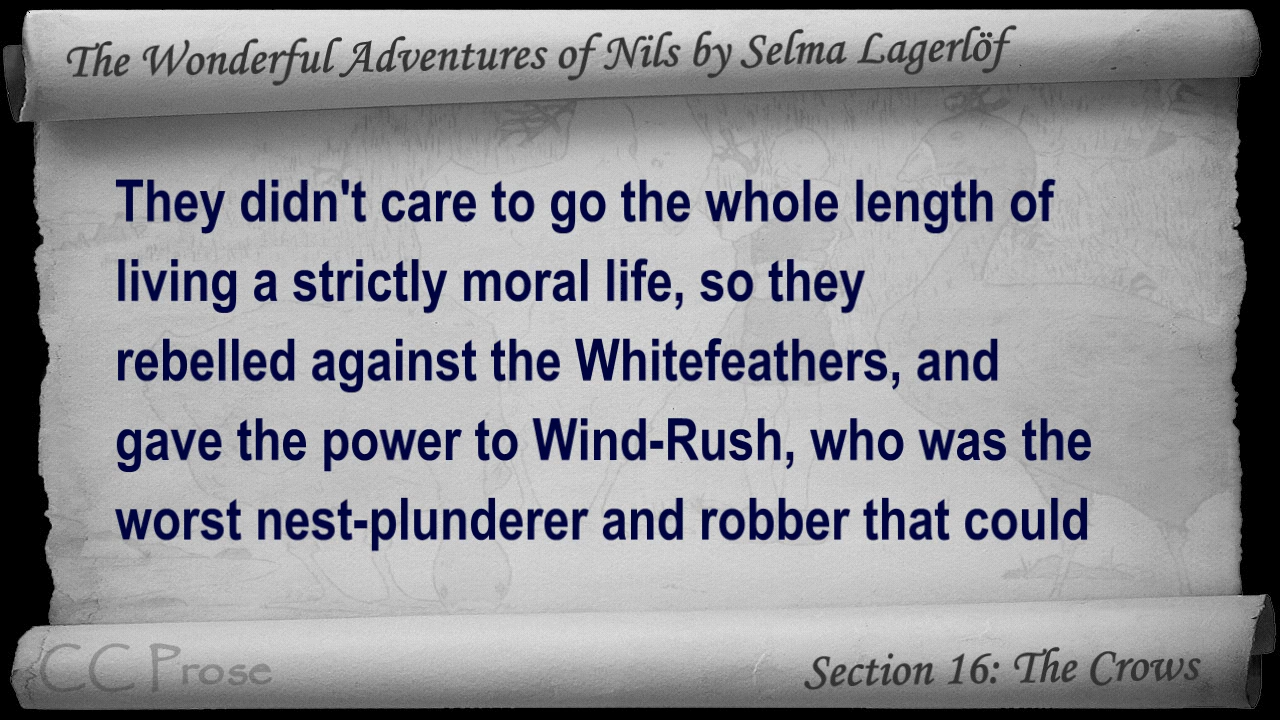 The Wonderful Adventures of Nils by Selma Lagerlöf
They didn't care to go the whole length of
living a strictly moral life, so they
rebelled against the Whitefeathers, and
gave the power to Wind-Rush, who was the
worst nest-plunderer and robber that could
CC Prose
Section 16: The Crows